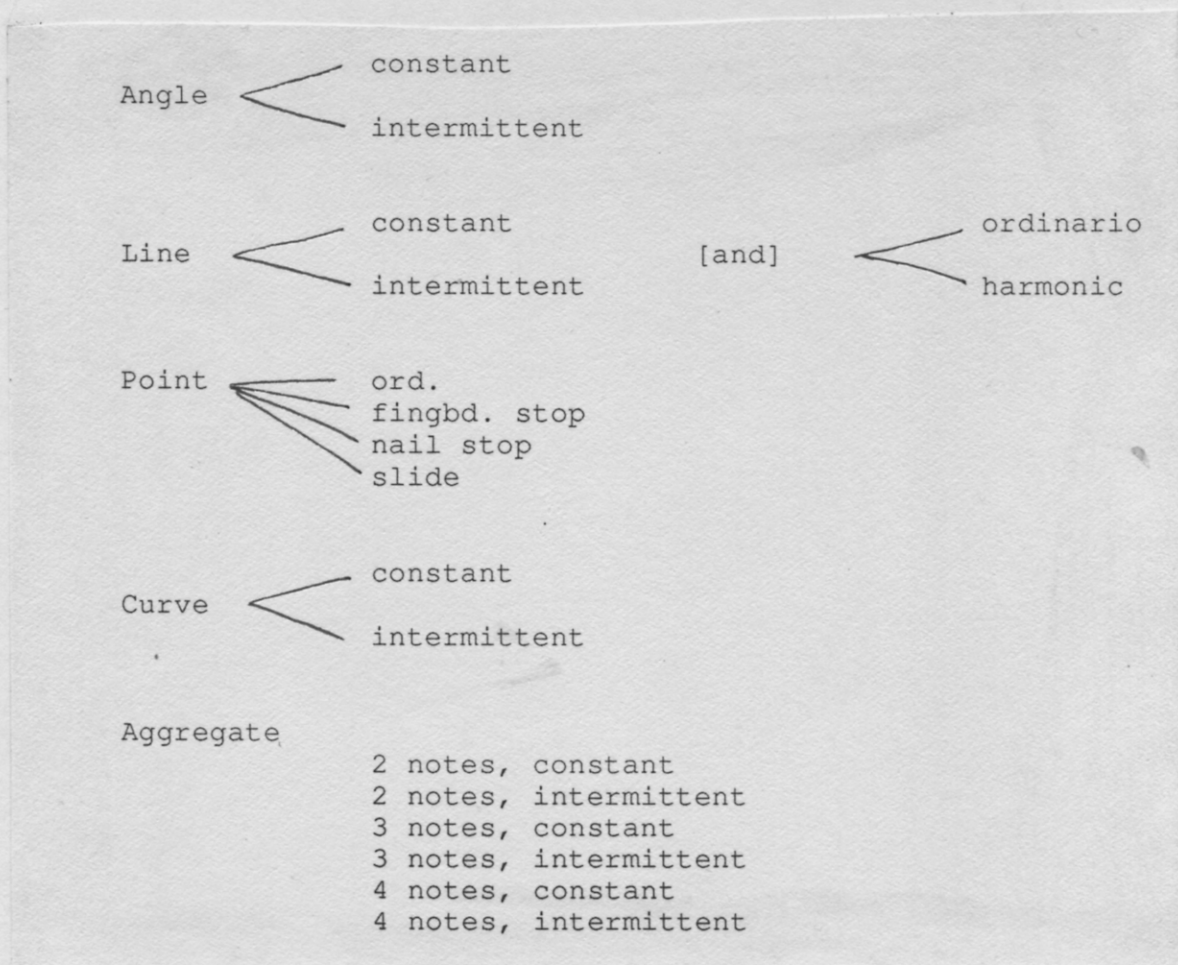 constant
Angle
intermittent
constant
ordinario
Line
[and]
intermittent
harmonic
Point
ord.
fingbd. stop
nail stop
slide
constant
Curve
intermittent
Aggregate
2 notes, constant
2 notes, intermittent
3 notes, constant
3 notes, intermittent
4 notes, constant
4 notes, intermittent